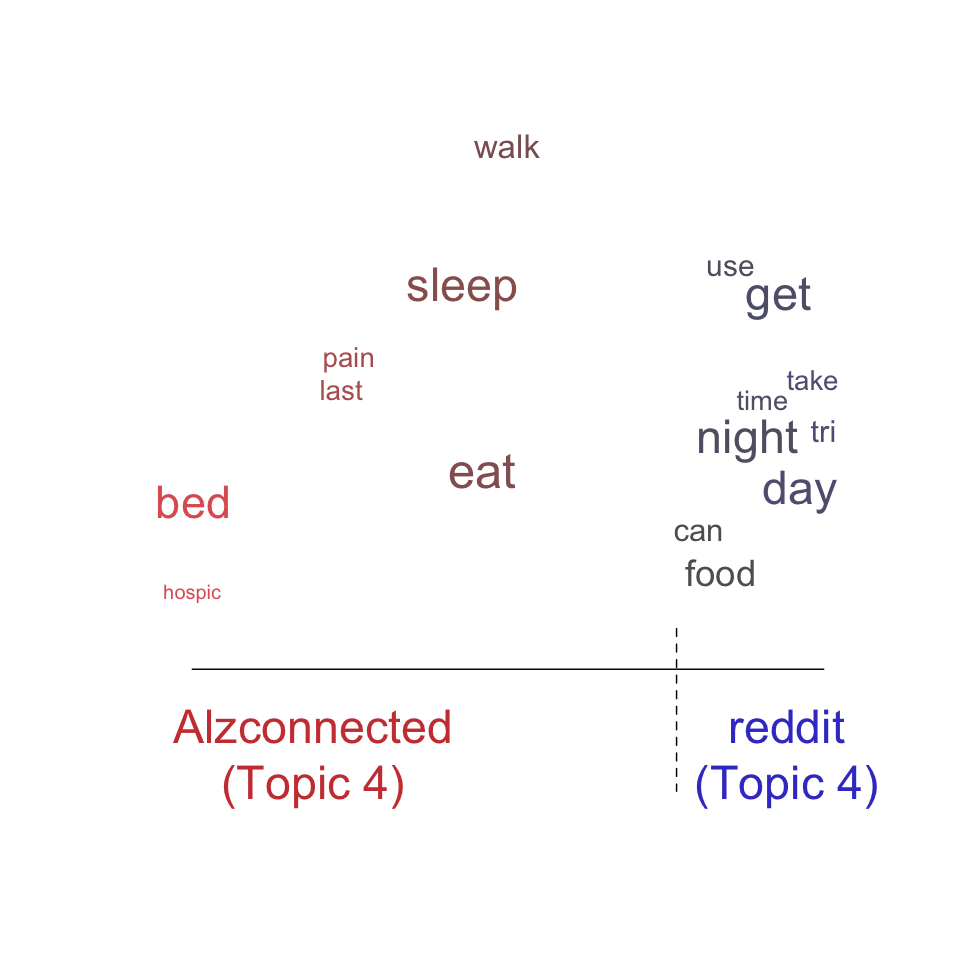 walk
use
sleep
get
pain
take
last
time
night
tri
eat
day
bed
can
food
hospic
Alzconnected
(Topic 4)
reddit
(Topic 4)